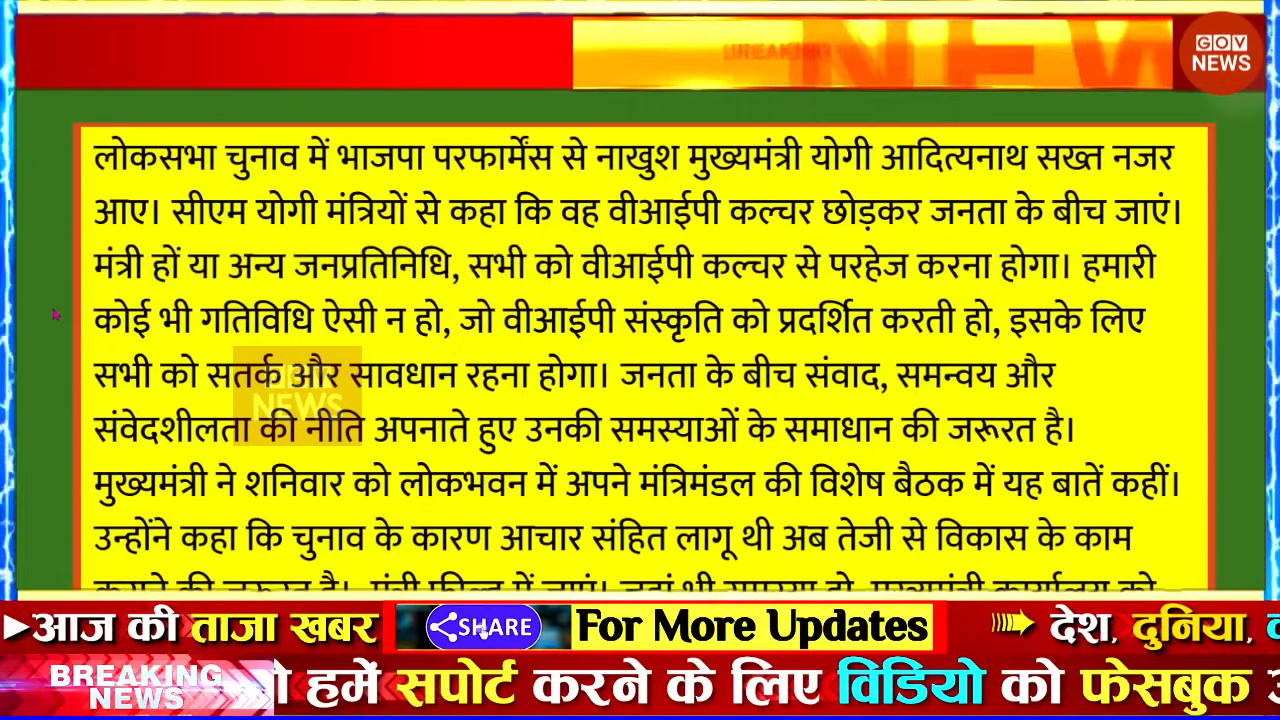 BREAKING NEW
GOV
NEWS
लोकसभा चुनाव में भाजपा परफार्मेंस से नाखुश मुख्यमंत्री योगी आदित्यनाथ सख्त नजर
आए। सीएम योगी मंत्रियों से कहा कि वह वीआईपी कल्चर छोड़कर जनता के बीच जाएं।
मंत्री हों या अन्य जनप्रतिनिधि, सभी को वीआईपी कल्चर से परहेज करना होगा। हमारी
कोई भी गतिविधि ऐसी न हो, जो वीआईपी संस्कृति को प्रदर्शित करती हो, इसके लिए
सभी को सतर्क और सावधान रहना होगा। जनता के बीच संवाद, समन्वय और
संवेदशीलता की नीति अपनाते हुए उनकी समस्याओं के समाधान की जरूरत है।
GOV
NEWS
मुख्यमंत्री ने शनिवार को लोकभवन में अपने मंत्रिमंडल की विशेष बैठक में यह बातें कहीं।
उन्होंने कहा कि चुनाव के कारण आचार संहित लागू थी अब तेजी से विकास के काम
आज की ताजा खबर SHARE For More Updates देश, दुनिया,
BREAKING
NEWS
हमें सपोर्ट करने के लिए विडियो को फेसबुक